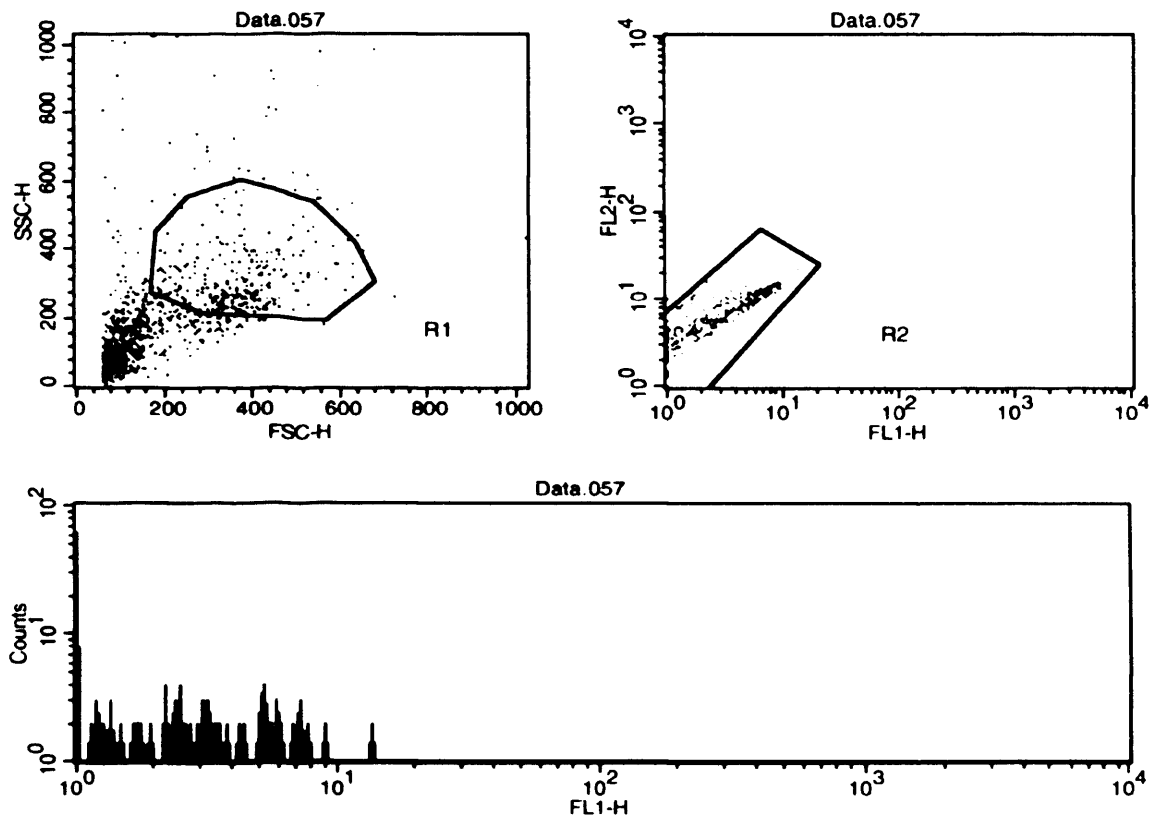 Data.057
1000
800
600
400
200
0
SSC-H
0 200 400 600 800 1000
FSC-H
R1
Data.057
10^4
10^3
10^2
10^1
10^0
FL2-H
10^0 10^1 10^2 10^3 10^4
FL1-H
R2
Data.057
10^2
10^1
10^0
Counts
10^0 10^1 10^2 10^3 10^4
FL1-H